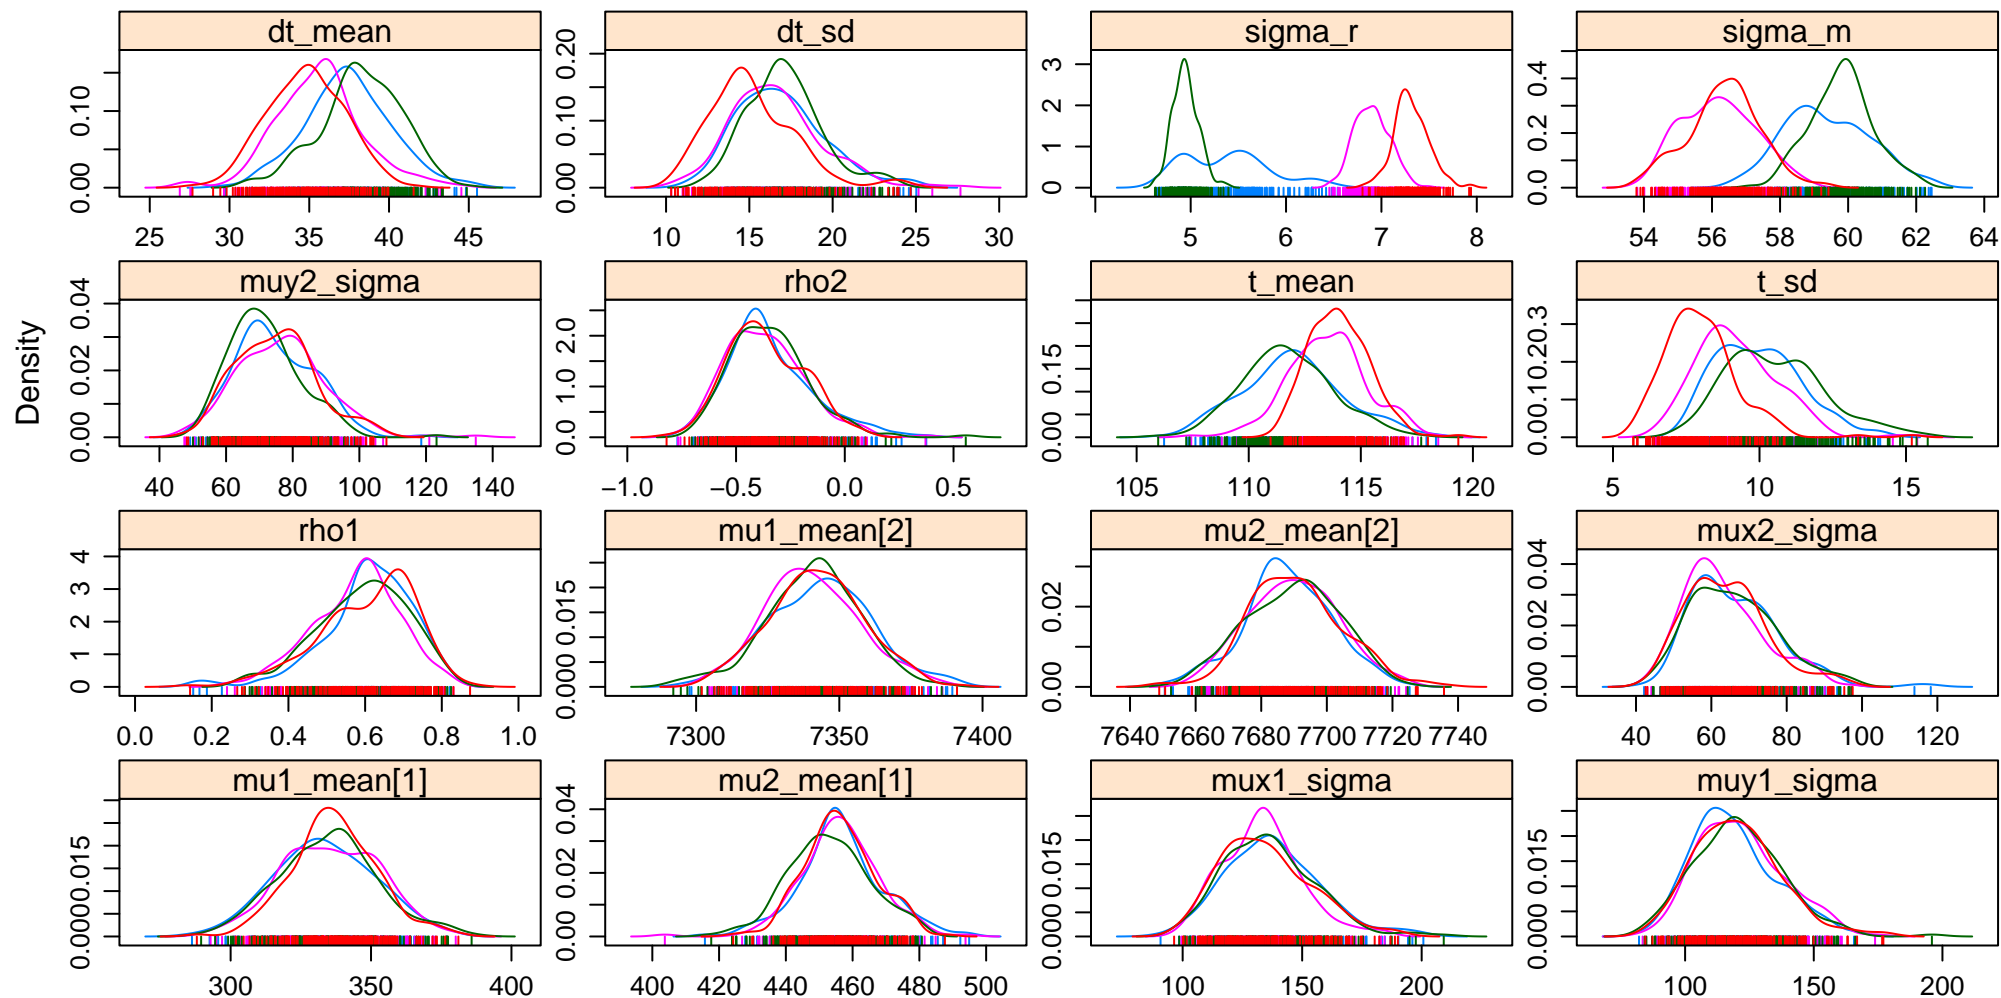 Density
dt_mean
0.00 0.10
25 30 35 40 45
dt_sd
0.00 0.10 0.20
10 15 20 25 30
sigma_r
0 1 2 3
5 6 7 8
sigma_m
0.0 0.2 0.4
54 56 58 60 62 64
muy2_sigma
0.00 0.02 0.04
40 60 80 100 120 140
rho2
0.0 1.0 2.0
−1.0 −0.5 0.0 0.5
t_mean
0.00 0.15
105 110 115 120
t_sd
0.0 0.1 0.2 0.3
5 10 15
rho1
0 1 2 3 4
0.0 0.2 0.4 0.6 0.8 1.0
mu1_mean[2]
0.000 0.015
7300 7350 7400
mu2_mean[2]
0.00 0.02
7640 7660 7680 7700 7720 7740
mux2_sigma
0.00 0.02 0.04
40 60 80 100 120
mu1_mean[1]
0.000 0.015
300 350 400
mu2_mean[1]
0.00 0.02 0.04
400 420 440 460 480 500
mux1_sigma
0.000 0.015
100 150 200
muy1_sigma
0.000 0.015
100 150 200